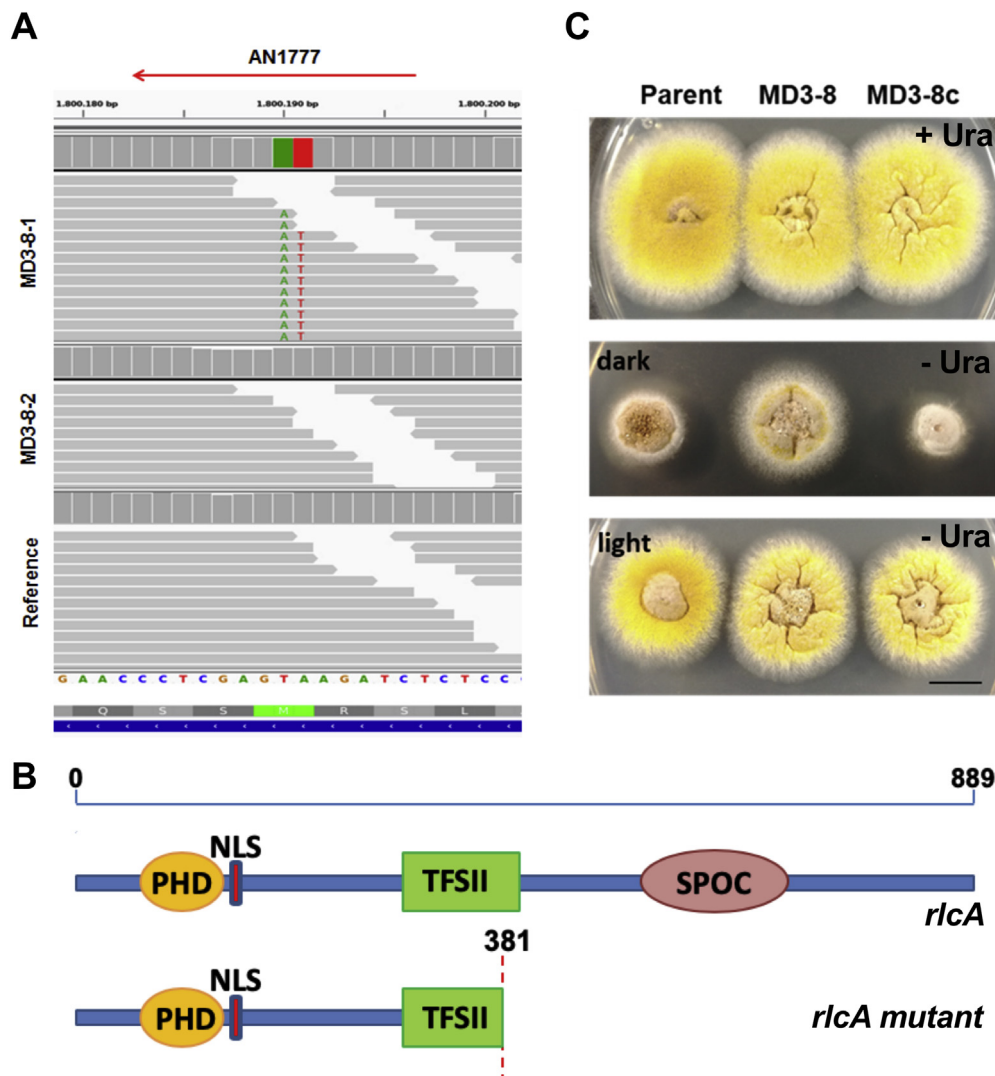 A
AN1777
1.800.180 bp 1.800.190 bp 1.800.200 bp
MD3-8-1
A
A
A T
A T
A T
A T
A T
A T
A T
A T
A T
A T
MD3-8-2
Reference
G A A C C C T C G A G T A A G A T C T C T C C
Q S S M R S L
C
Parent MD3-8 MD3-8c
+ Ura
dark - Ura
light - Ura
B
0 889
PHD NLS TFSII SPOC
rlcA
381
PHD NLS TFSII
rlcA mutant